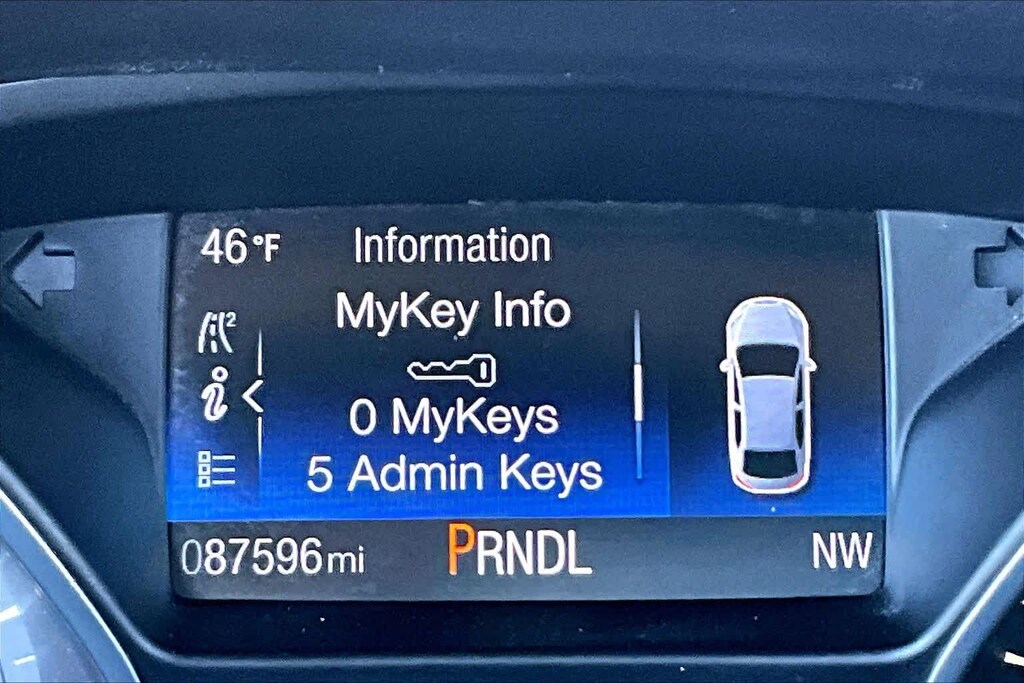 46°F Information
MyKey Info
0 MyKeys
5 Admin Keys
087596mi PRNDL NW